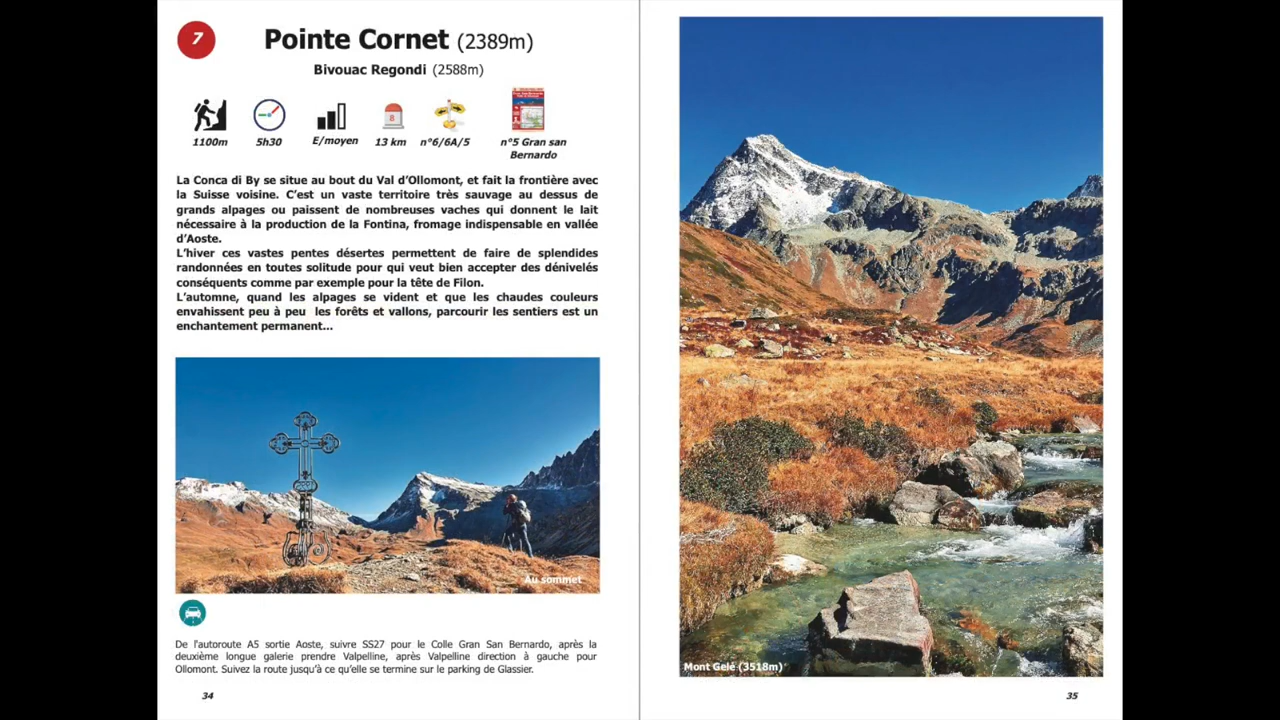 7
Pointe Cornet (2389m)
Bivouac Regondi (2588m)
8
1100m
5h30
E/moyen
13 km
n°6/6A/5
n°5 Gran san
Bernardo
La Conca di By se situe au bout du Val d'Ollomont, et fait la frontière avec
la Suisse voisine. C'est un vaste territoire très sauvage au dessus de
grands alpages ou paissent de nombreuses vaches qui donnent le lait
nécessaire à la production de la Fontina, fromage indispensable en vallée
d'Aoste.
L'hiver ces vastes pentes désertes permettent de faire de splendides
randonnées en toutes solitude pour qui veut bien accepter des dénivelés
conséquents comme par exemple pour la tête de Filon.
L'automne, quand les alpages se vident et que les chaudes couleurs
envahissent peu à peu les forêts et vallons, parcourir les sentiers est un
enchantement permanent...
Au sommet
De l'autoroute A5 sortie Aoste, suivre SS27 pour le Colle Gran San Bernardo, après la
deuxième longue galerie prendre Valpelline, après Valpelline direction à gauche pour
Ollomont. Suivez la route jusqu'à ce qu'elle se termine sur le parking de Glassier.
34
Mont Gelé (3518m)
35